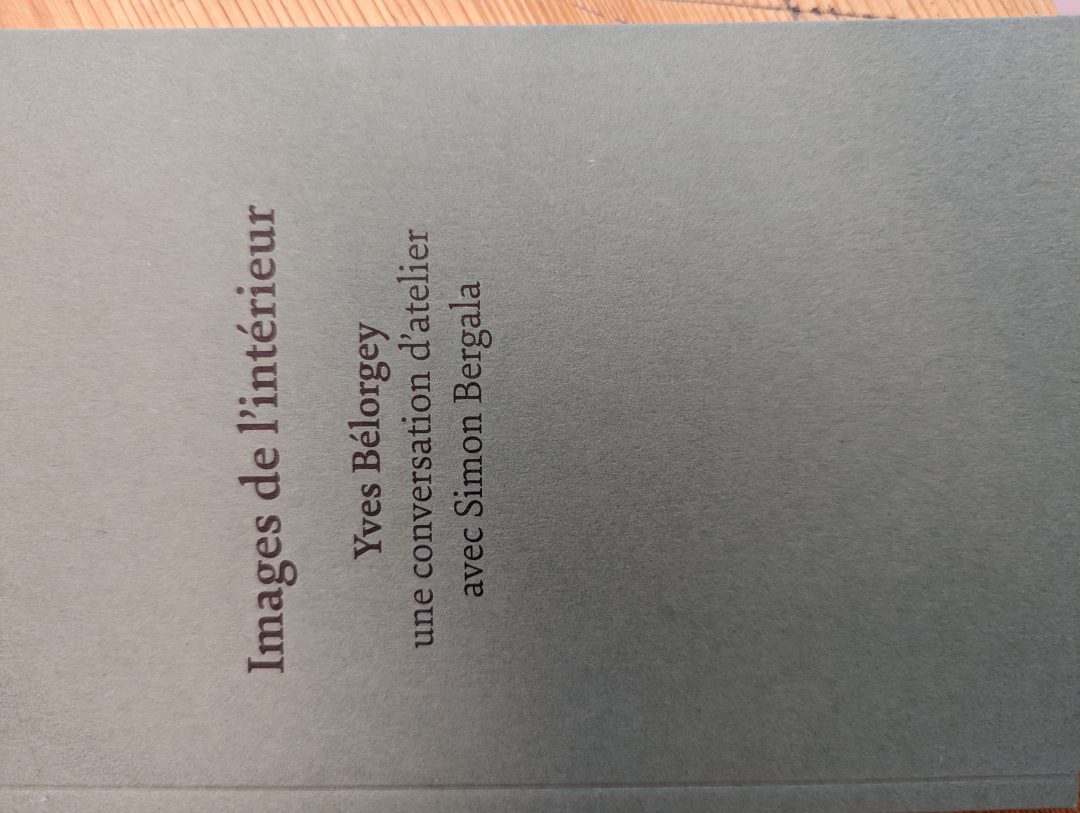 Images de l'intérieur
Yves Bélorgey
une conversation d'atelier
avec Simon Bergala